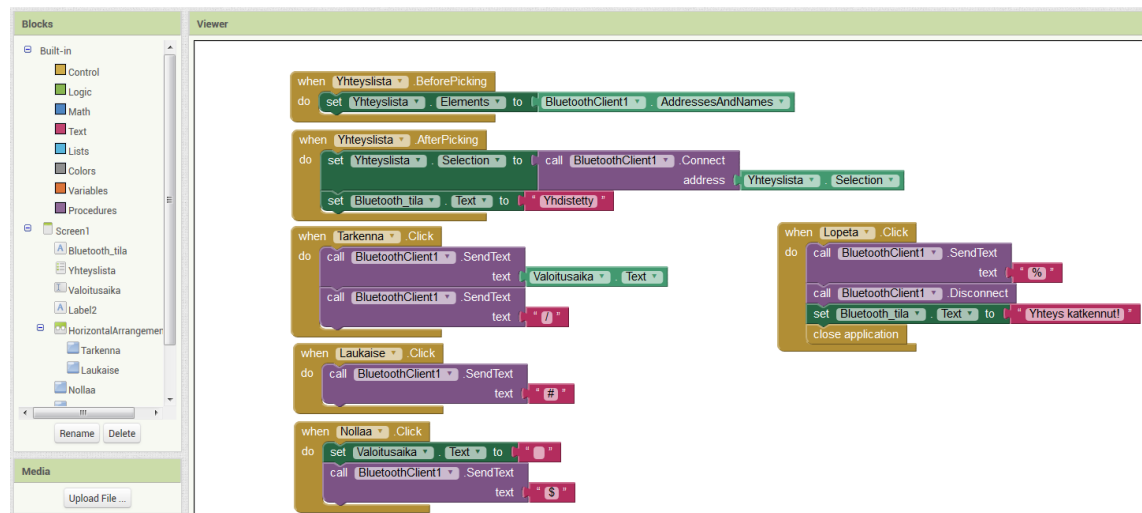 Blocks
Viewer
Built-in
Control
Logic
Math
Text
Lists
Colors
Variables
Procedures
Screen1
Bluetooth_tila
Yhteyslista
Valoitusaika
Label2
HorizontalArrangemen
Tarkenna
Laukaise
Nollaa
Rename Delete
Media
Upload File ...
when Yhteyslista .BeforePicking
do set Yhteyslista . Elements to BluetoothClient1 . AddressesAndNames
when Yhteyslista .AfterPicking
do set Yhteyslista . Selection to call BluetoothClient1 .Connect
address Yhteyslista . Selection
set Bluetooth_tila . Text to " Yhdistetty "
when Tarkenna .Click
do call BluetoothClient1 .SendText
text Valoitusaika . Text
call BluetoothClient1 .SendText
text " / "
when Laukaise .Click
do call BluetoothClient1 .SendText
text " # "
when Nollaa .Click
do set Valoitusaika . Text to " "
call BluetoothClient1 .SendText
text " $ "
when Lopeta .Click
do call BluetoothClient1 .SendText
text " % "
call BluetoothClient1 .Disconnect
set Bluetooth_tila . Text to " Yhteys katkennut! "
close application